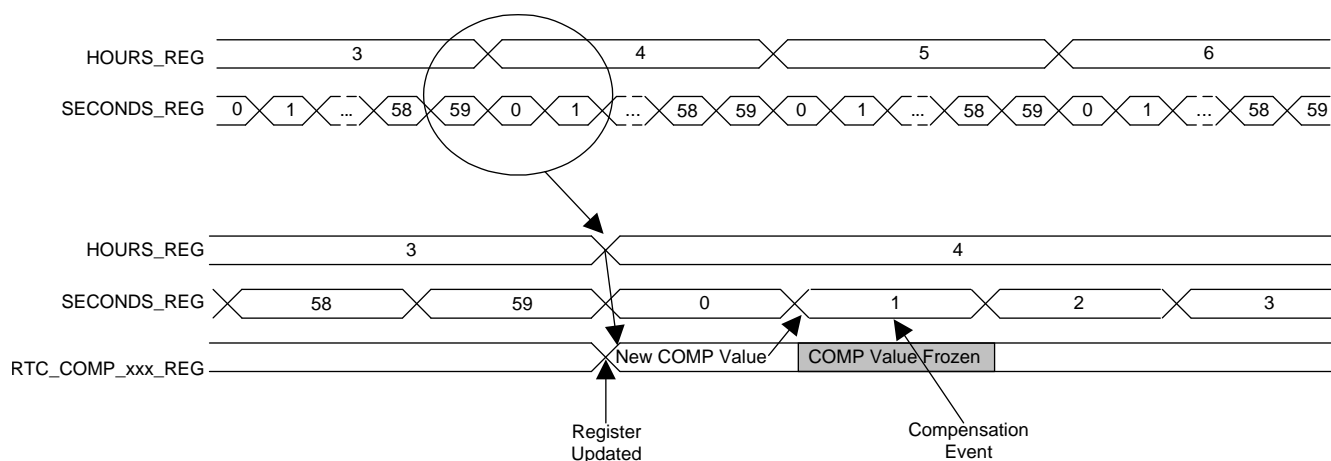 HOURS_REG 3 4 5 6
SECONDS_REG 0 1 ... 58 59 0 1 ... 58 59 0 1 ... 58 59 0 1 ... 58 59
HOURS_REG 3 4
SECONDS_REG 58 59 0 1 2 3
RTC_COMP_xxx_REG New COMP Value COMP Value Frozen
Register Compensation
Updated Event